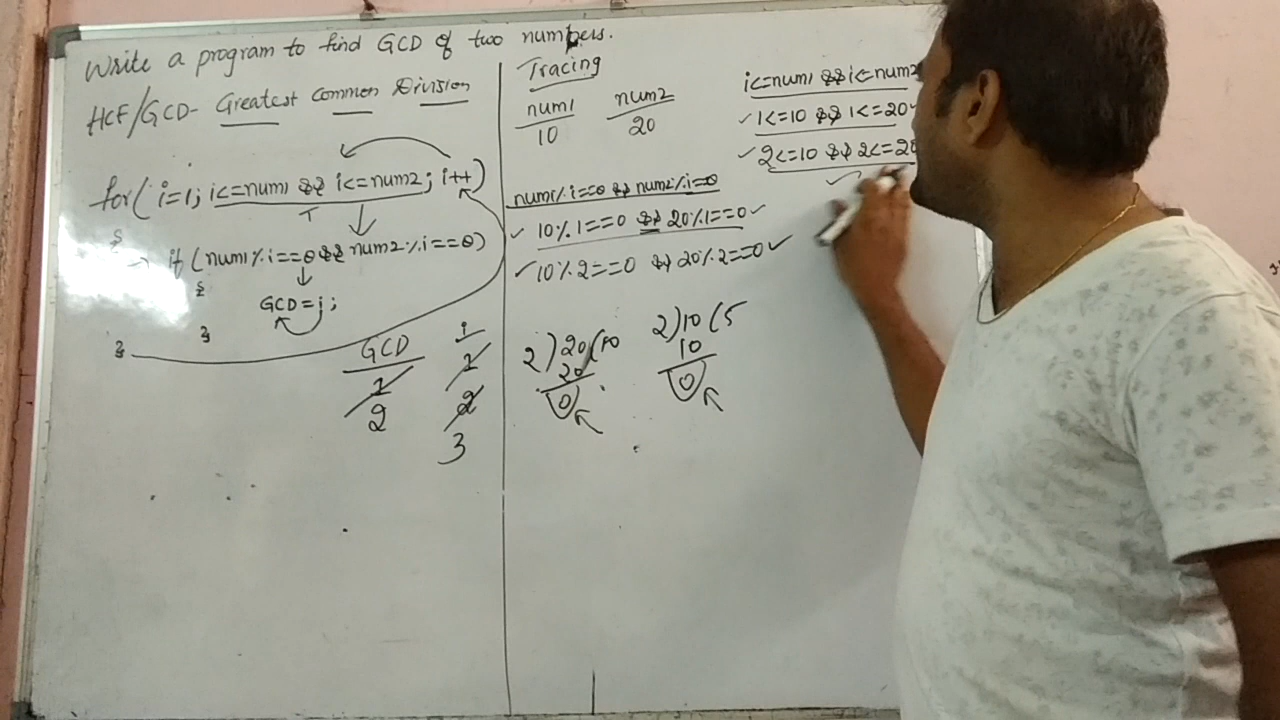 Write a program to find GCD of two numbers.
HCF/GCD- Greatest Common Division
for(i=1; i<=num1 && i<=num2; i++)
{
T
if (num1%i==0 && num2%i==0)
{
GCD=i;
}
}
GCD
1
2
i
1
2
3
Tracing
num1 num2
10 20
num1%i==0 && num2%i==0
10%1==0 && 20%1==0
10%2==0 && 20%2==0
2)20(10
20
0
2)10(5
10
0
i<=num1 && i<=num2
1<=10 && 1<=20
2<=10 && 2<=20